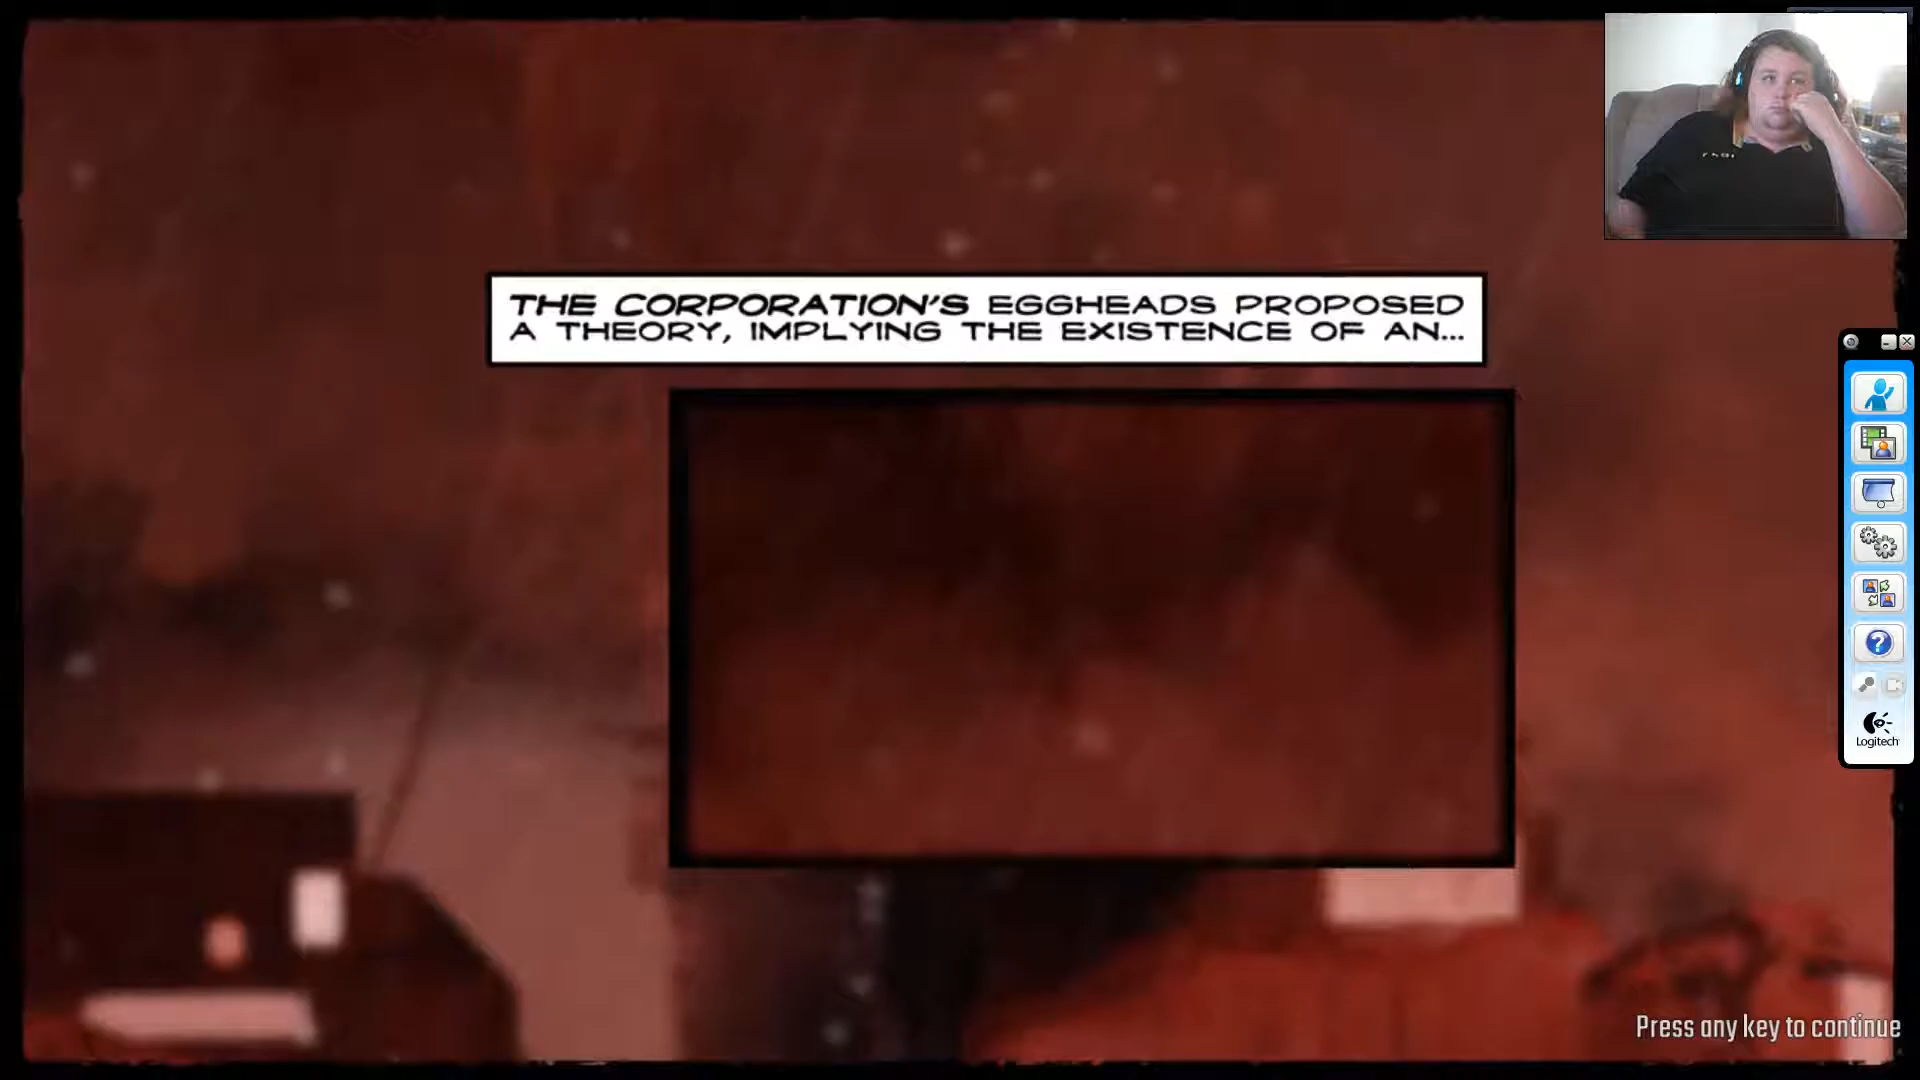 THE CORPORATION'S EGGHEADS PROPOSED
A THEORY, IMPLYING THE EXISTENCE OF AN...
Logitech
Press any key to continue